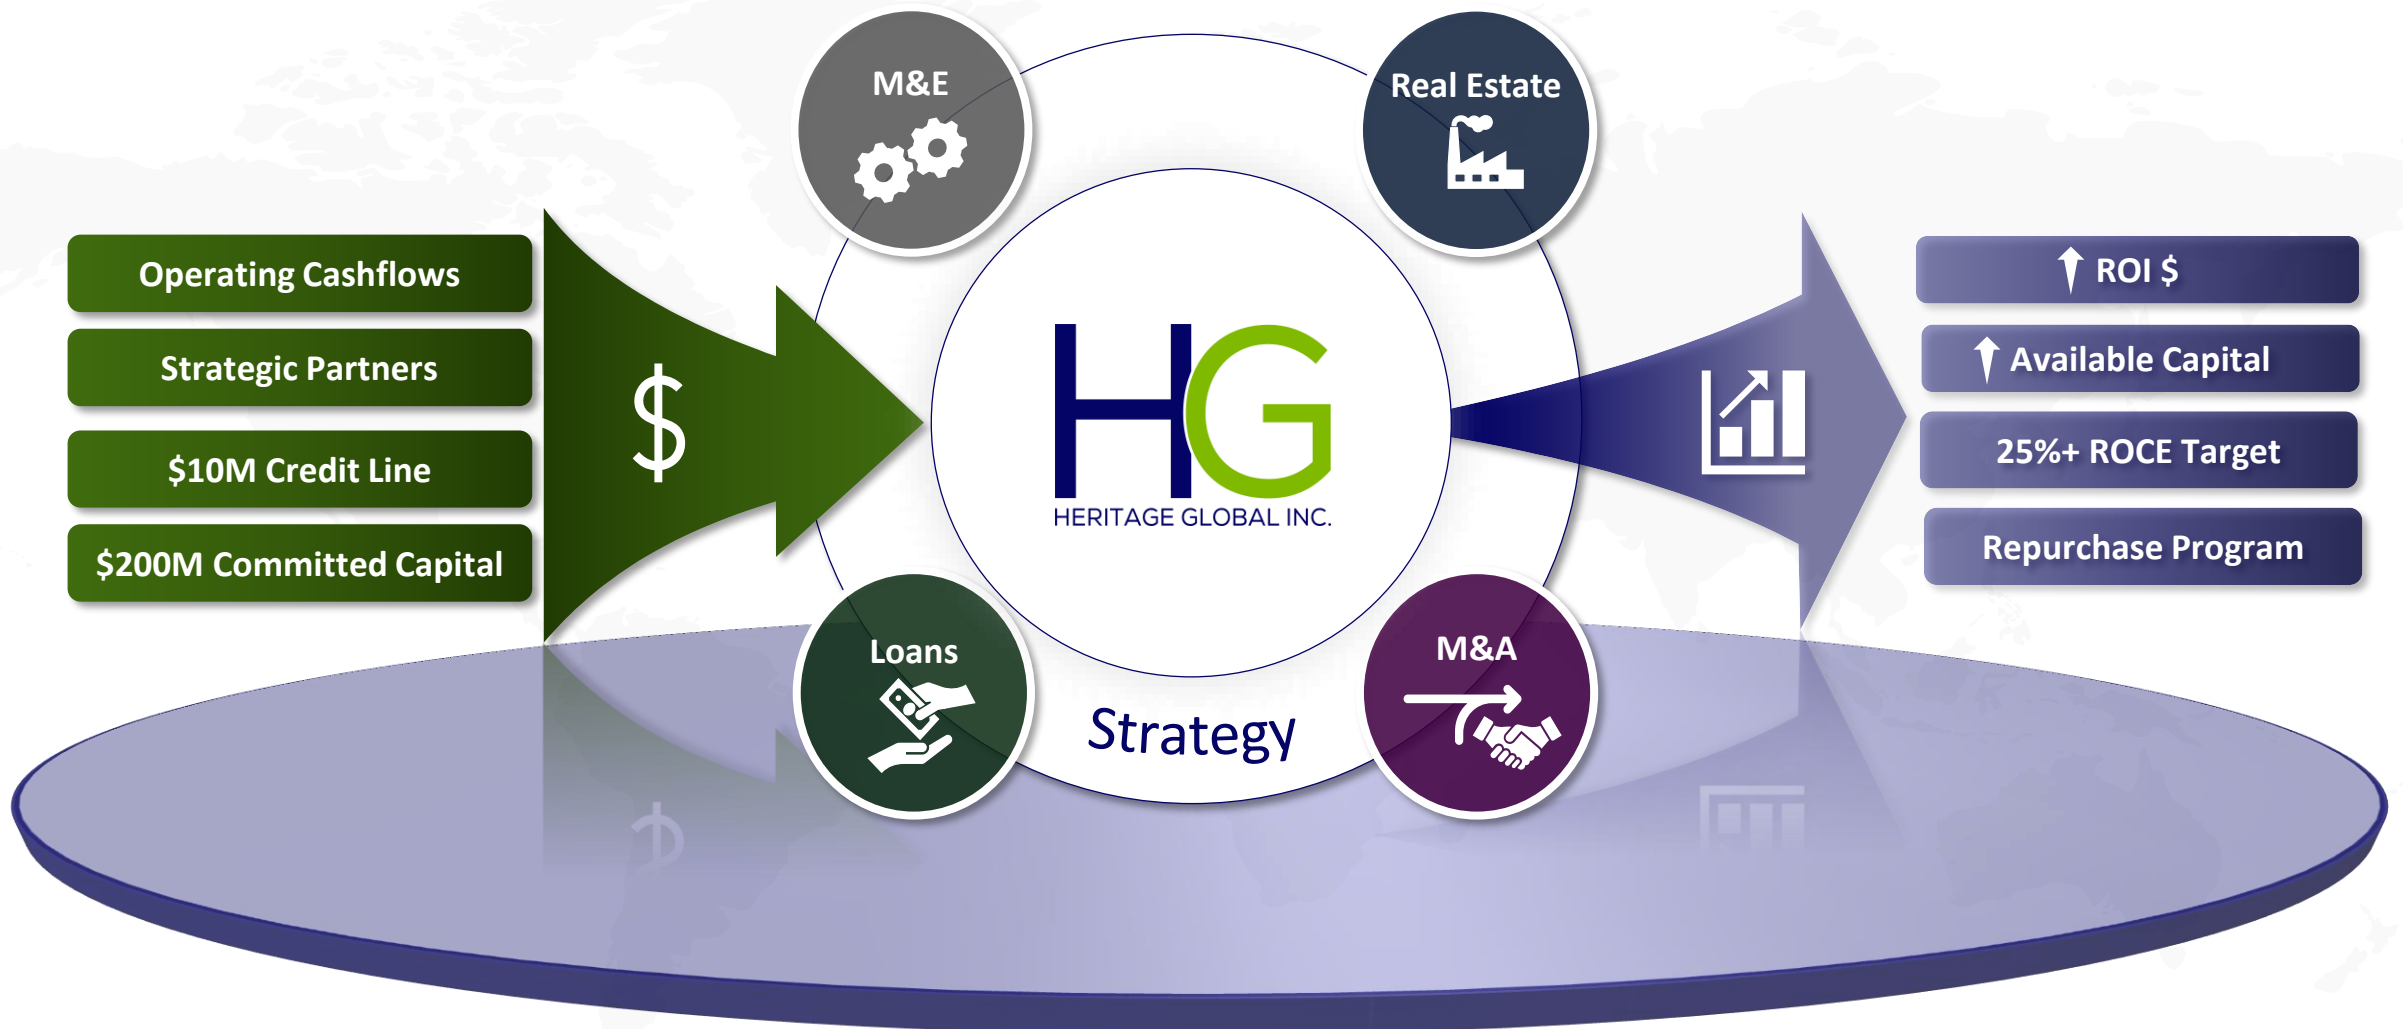 Operating Cashflows
Strategic Partners
$10M Credit Line
$200M Committed Capital
$
M&E
Real Estate
HG
HERITAGE GLOBAL INC.
Loans
M&A
Strategy
ROI $
Available Capital
25%+ ROCE Target
Repurchase Program